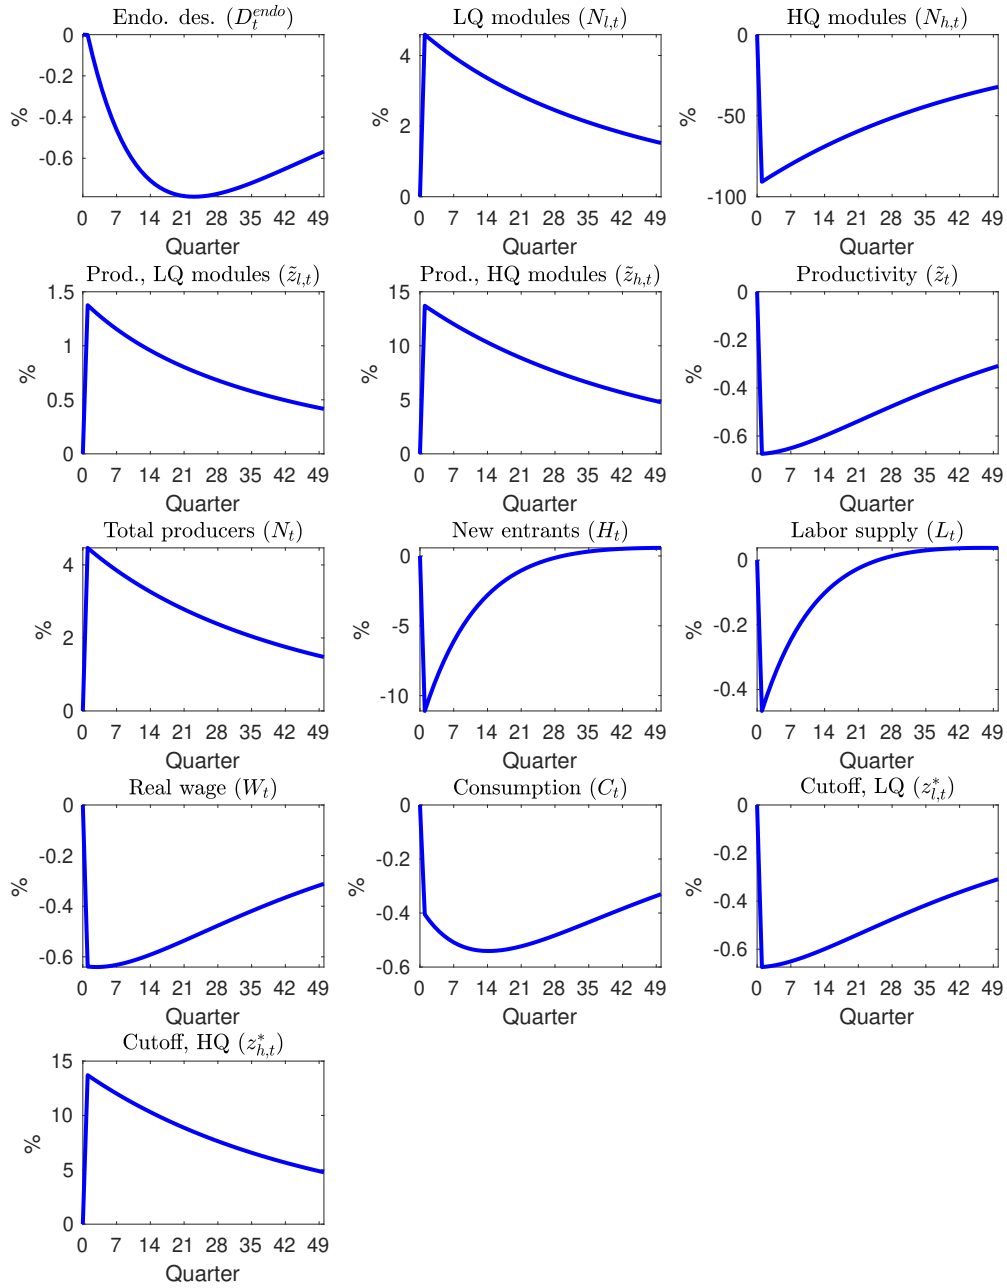 Endo. des. (D_t^{endo})
LQ modules (N_{l,t})
HQ modules (N_{h,t})
0
-0.2
-0.4
-0.6
%
0 7 14 21 28 35 42 49
Quarter
4
2
0
%
0 7 14 21 28 35 42 49
Quarter
0
-50
-100
%
0 7 14 21 28 35 42 49
Quarter
Prod., LQ modules (z̃_{l,t})
Prod., HQ modules (z̃_{h,t})
Productivity (z̃_t)
1.5
1
0.5
0
%
0 7 14 21 28 35 42 49
Quarter
15
10
5
0
%
0 7 14 21 28 35 42 49
Quarter
0
-0.2
-0.4
-0.6
%
0 7 14 21 28 35 42 49
Quarter
Total producers (N_t)
New entrants (H_t)
Labor supply (L_t)
4
2
0
%
0 7 14 21 28 35 42 49
Quarter
0
-5
-10
%
0 7 14 21 28 35 42 49
Quarter
0
-0.2
-0.4
%
0 7 14 21 28 35 42 49
Quarter
Real wage (W_t)
Consumption (C_t)
Cutoff, LQ (z^*_{l,t})
0
-0.2
-0.4
-0.6
%
0 7 14 21 28 35 42 49
Quarter
0
-0.2
-0.4
-0.6
%
0 7 14 21 28 35 42 49
Quarter
0
-0.2
-0.4
-0.6
%
0 7 14 21 28 35 42 49
Quarter
Cutoff, HQ (z^*_{h,t})
15
10
5
0
%
0 7 14 21 28 35 42 49
Quarter